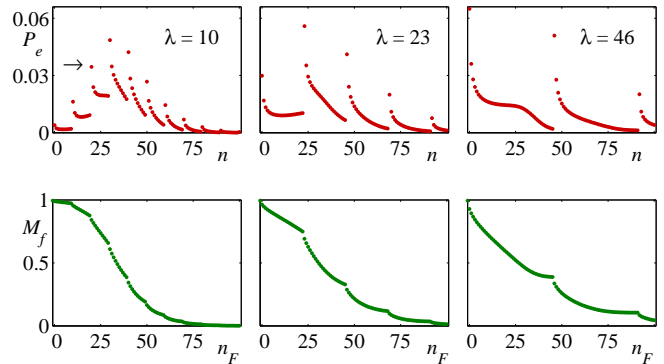 0.06
P_e
→
λ = 10
λ = 23
λ = 46
0.03
0
0 25 50 75 n
0 25 50 75 n
0 25 50 75 n
1
M_f
0.5
0
0 25 50 75 n_F
0 25 50 75 n_F
0 25 50 75 n_F